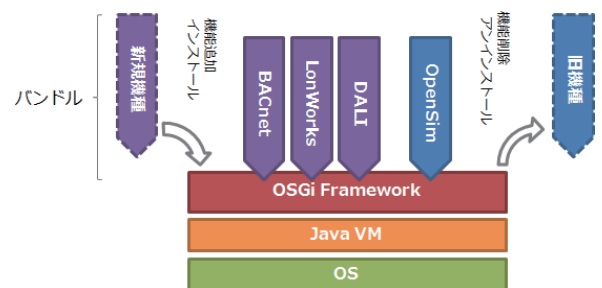 バンドル
新規機種
機能追加
インストール
BACnet
LonWorks
DALI
OpenSim
機能削除
アンインストール
旧機種
OSGi Framework
Java VM
OS